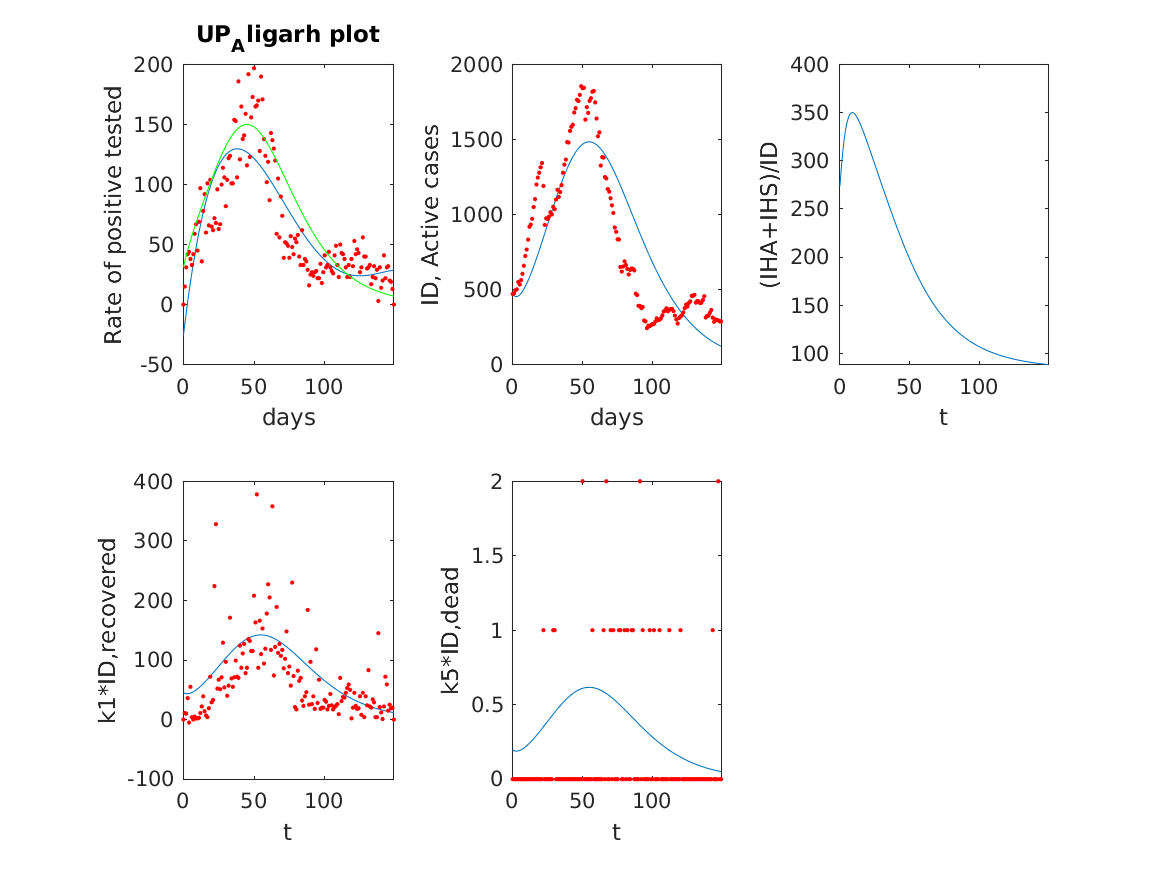 UP_Aligarh plot
200
150
100
50
0
-50
Rate of positive tested
0 50 100
days
2000
1500
1000
500
0
ID, Active cases
0 50 100
days
400
350
300
250
200
150
100
(IHA+IHS)/ID
0 50 100
t
400
300
200
100
0
-100
k1*ID,recovered
0 50 100
t
2
1.5
1
0.5
0
k5*ID,dead
0 50 100
t